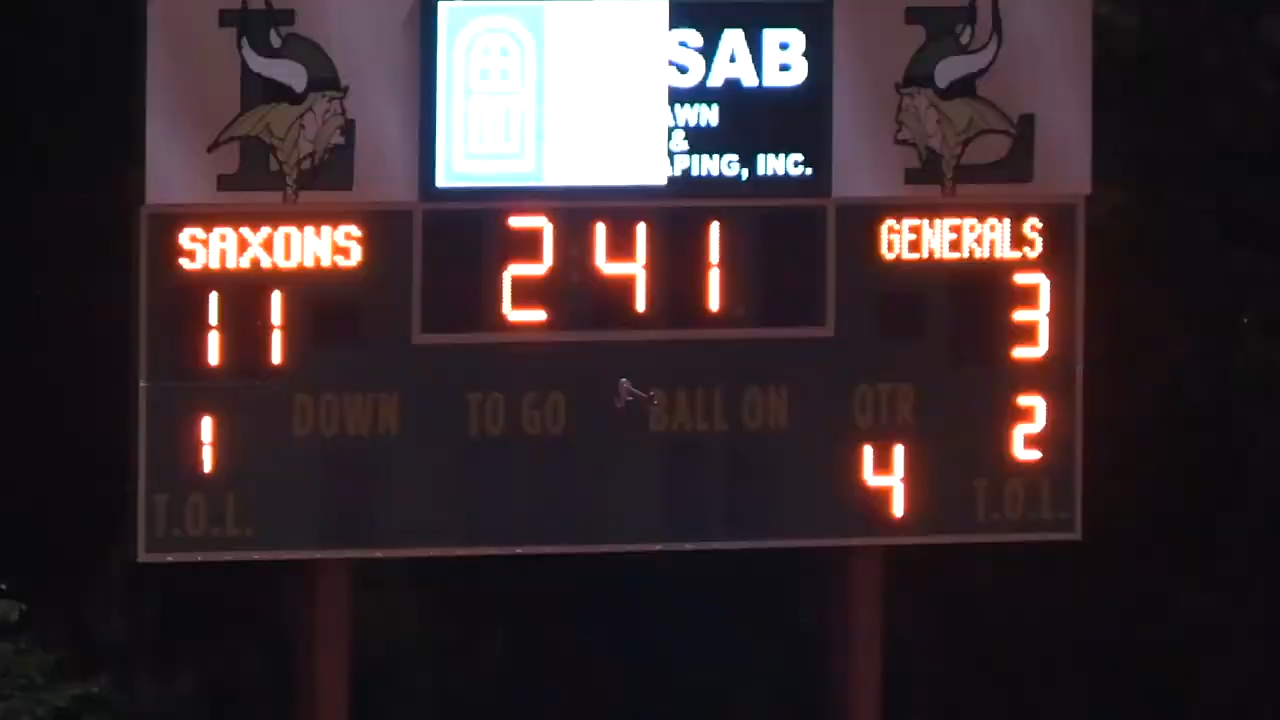 L
SAB
L
AWN
&
APING, INC.
SAXONS 2 41 GENERALS
11 3
DOWN TO GO BALL ON QTR
1 4 2
T.O.L. T.O.L.